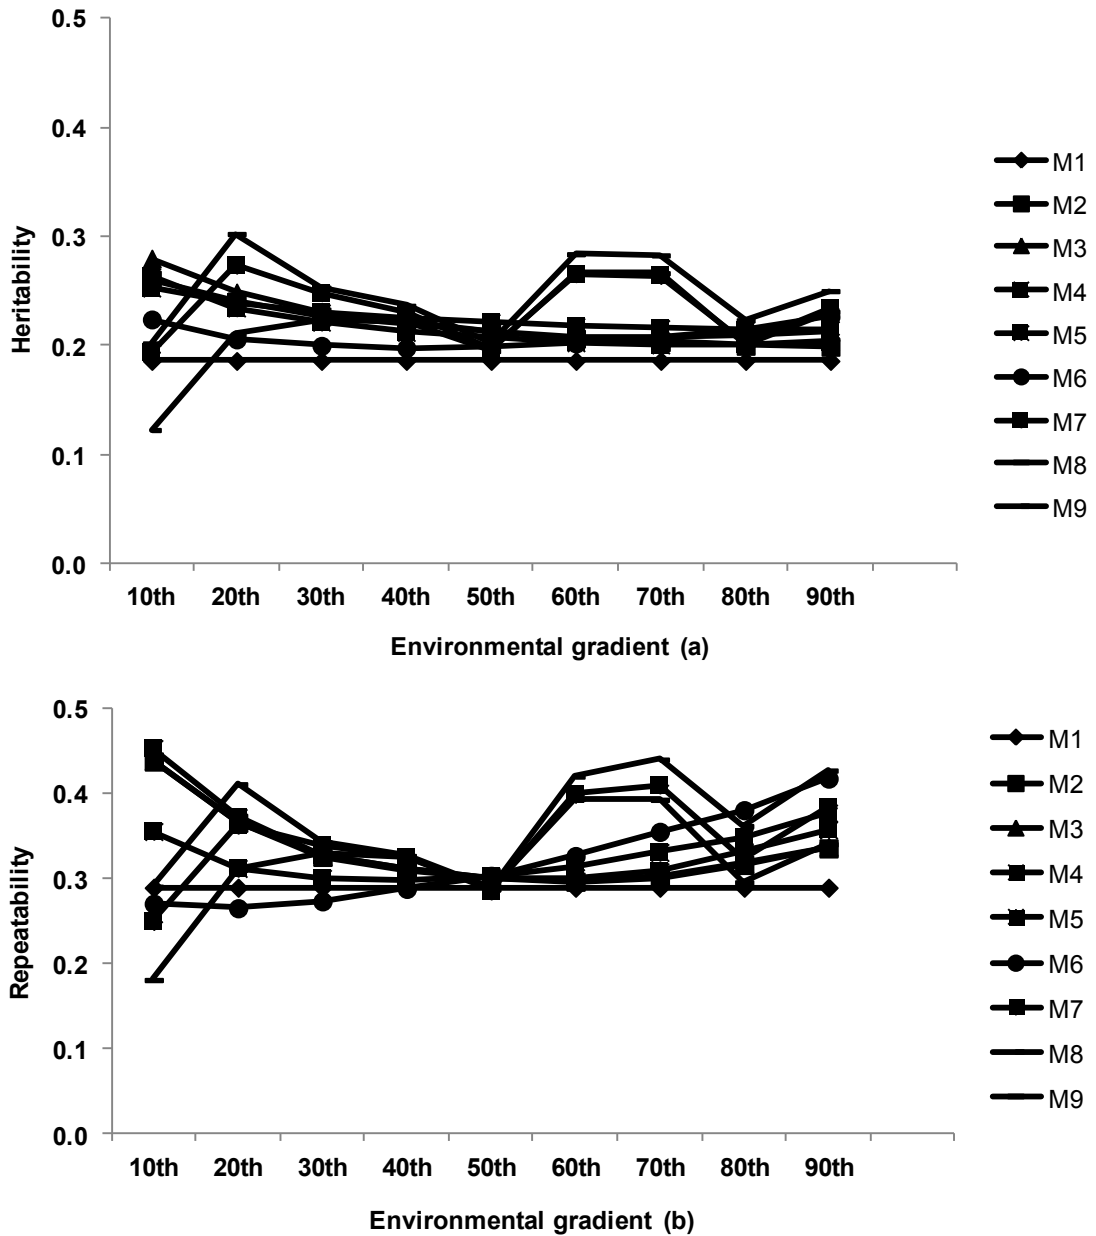 0.5
0.4
0.3
0.2
0.1
0.0
Heritability
10th 20th 30th 40th 50th 60th 70th 80th 90th
Environmental gradient (a)
M1
M2
M3
M4
M5
M6
M7
M8
M9
0.5
0.4
0.3
0.2
0.1
0.0
Repeatability
10th 20th 30th 40th 50th 60th 70th 80th 90th
Environmental gradient (b)
M1
M2
M3
M4
M5
M6
M7
M8
M9